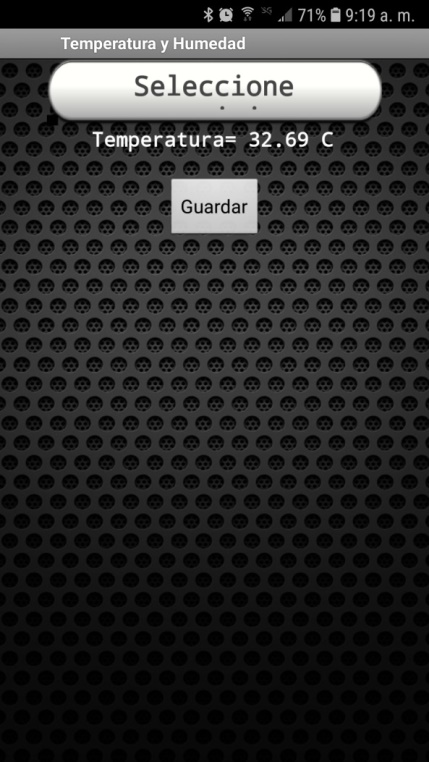 71% 9:19 a. m.
Temperatura y Humedad
Seleccione
Temperatura= 32.69 C
Guardar